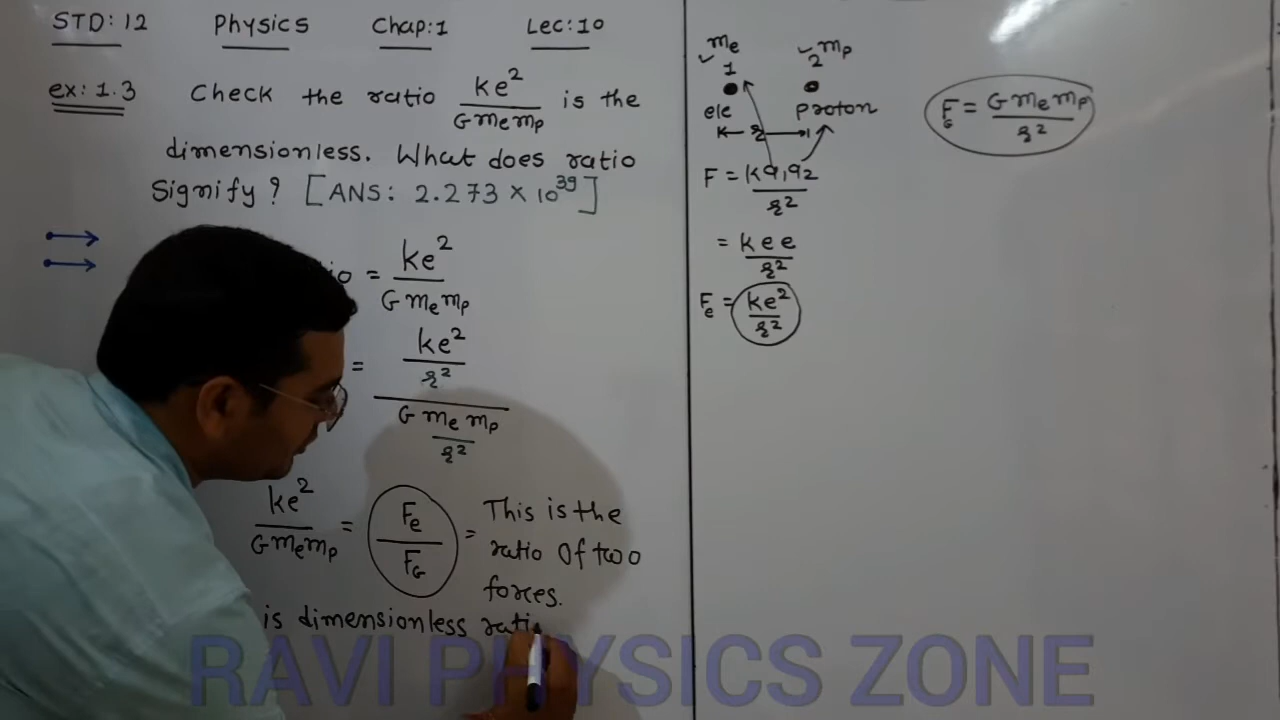 STD: 12 Physics Chap: 1 Lec: 10
ex: 1.3 Check the ratio ke²/Gmemp is the
dimensionless. What does ratio
Signify? [ANS: 2.273 × 10³⁹]
= ke²/Gmemp
= ke²/r² / Gmemp/r²
ke²/Gmemp = Fe/FG = This is the
ratio of two
forces.
is dimensionless
me mp
1 2
ele proton
r
F = kq1q2/r²
= kee/r²
Fe = ke²/r²
FG = Gmemp/r²
RAVI PHYSICS ZONE